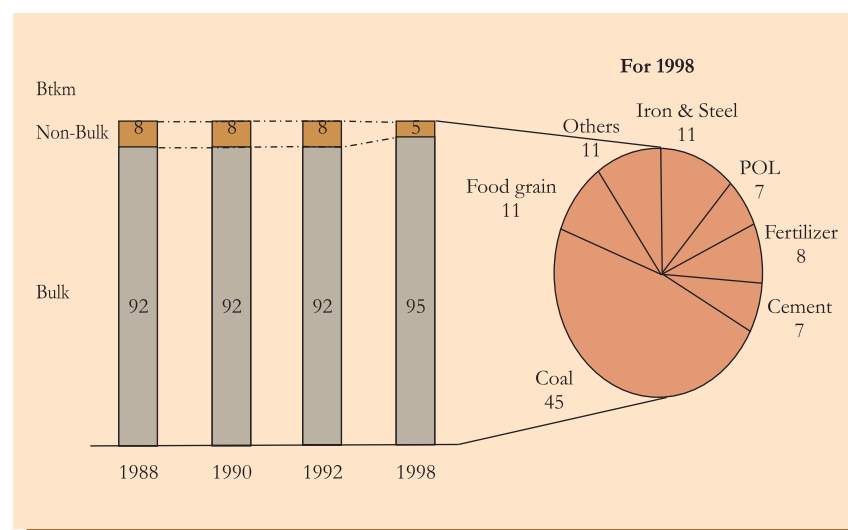 For 1998
Btkm
Non-Bulk
8
8
8
5
Bulk
92
92
92
95
1988
1990
1992
1998
Iron & Steel
11
POL
7
Fertilizer
8
Cement
7
Coal
45
Food grain
11
Others
11